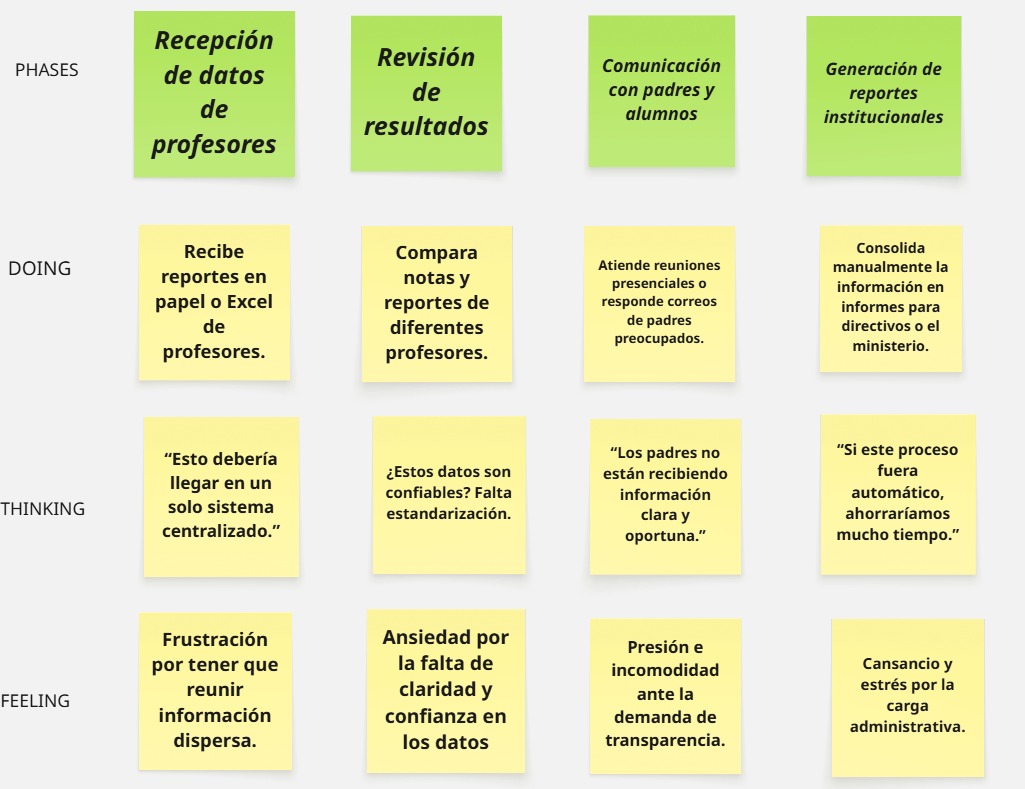 PHASES
Recepción
de datos
de
profesores
Revisión
de
resultados
Comunicación
con padres y
alumnos
Generación de
reportes
institucionales
DOING
Recibe
reportes en
papel o Excel
de
profesores.
Compara
notas y
reportes de
diferentes
profesores.
Atiende reuniones
presenciales o
responde correos
de padres
preocupados.
Consolida
manualmente la
información en
informes para
directivos o el
ministerio.
THINKING
“Esto debería
llegar en un
solo sistema
centralizado.”
¿Estos datos son
confiables? Falta
estandarización.
“Los padres no
están recibiendo
información
clara y
oportuna.”
“Si este proceso
fuera
automático,
ahorraríamos
mucho tiempo.”
FEELING
Frustración
por tener que
reunir
información
dispersa.
Ansiedad por
la falta de
claridad y
confianza en
los datos
Presión e
incomodidad
ante la
demanda de
transparencia.
Cansancio y
estrés por la
carga
administrativa.